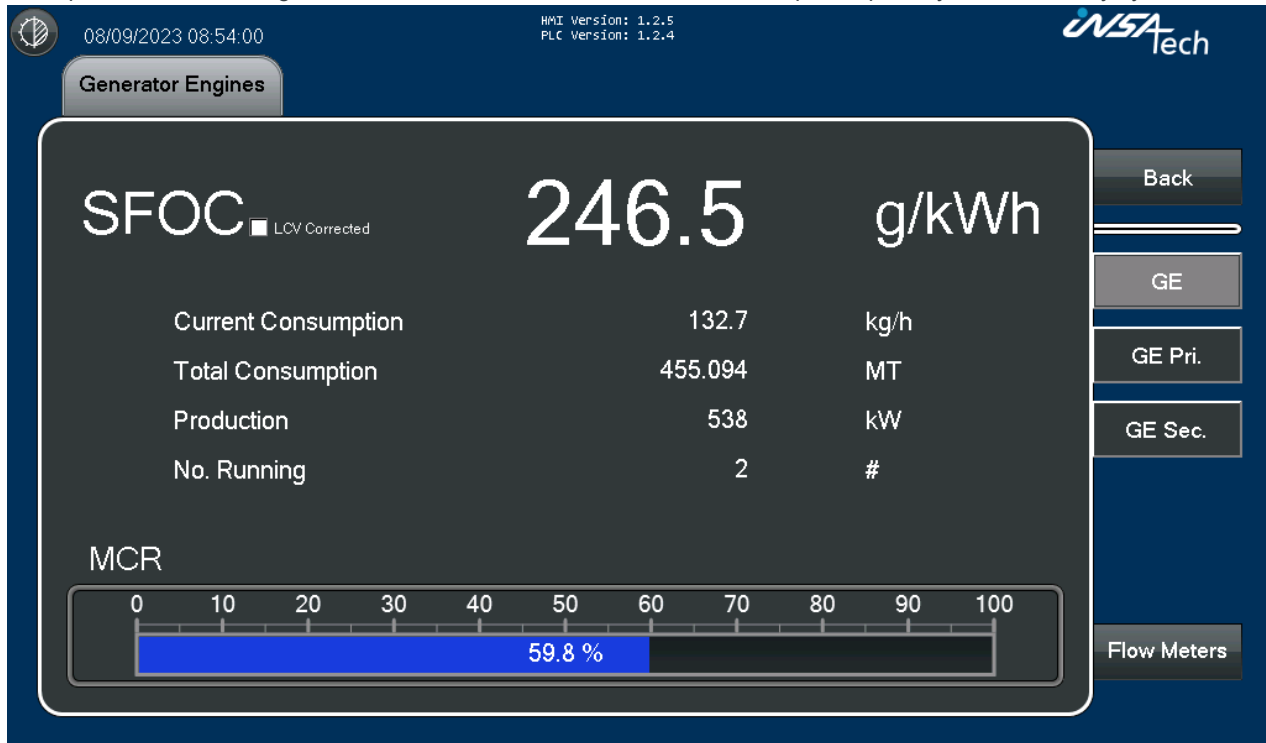 HMI Version: 1.2.5
08/09/2023 08:54:00
PLC Version: 1.2.4
iNSATech
Generator Engines
Back
SFOC LCV Corrected 246.5 g/kWh
GE
Current Consumption 132.7 kg/h
GE Pri.
Total Consumption 455.094 MT
Production 538 kW
GE Sec.
No. Running 2 #
MCR
0 10 20 30 40 50 60 70 80 90 100
59.8 %
Flow Meters